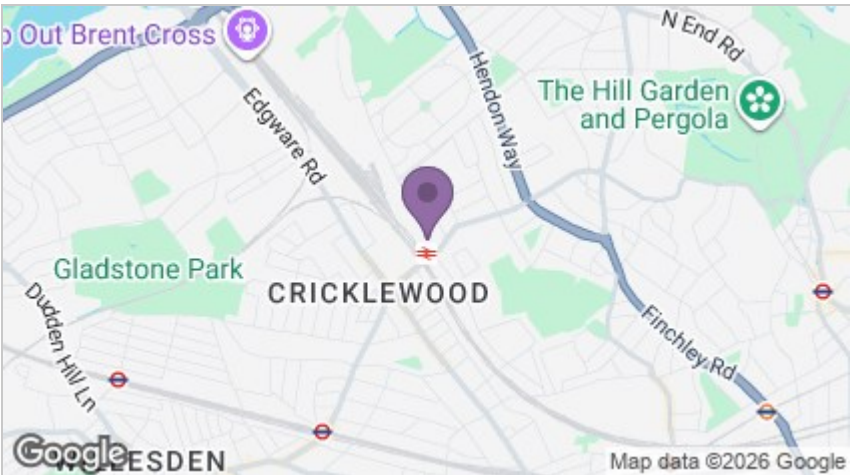 p Out Brent Cross
N End Rd
Hendon Way
The Hill Garden
and Pergola
Edgware Rd
Gladstone Park
CRICKLEWOOD
Dudden Hill Ln
Finchley Rd
Google
LESDEN
Map data ©2026 Google